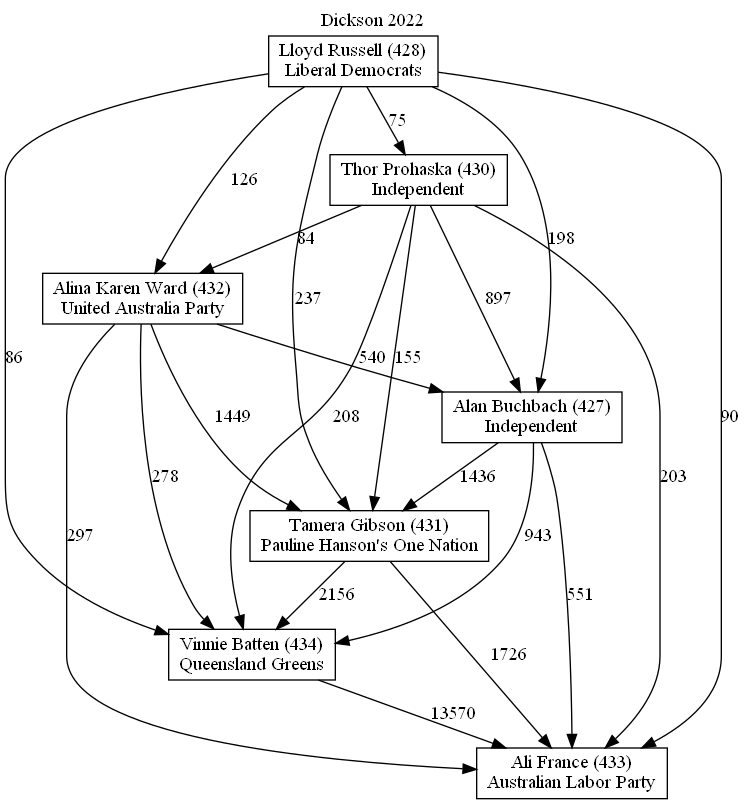 Dickson 2022
Lloyd Russell (428)
Liberal Democrats
75
Thor Prohaska (430)
Independent
126
84
198
Alina Karen Ward (432)
United Australia Party
237
897
86
540
155
90
Alan Buchbach (427)
Independent
1449
208
278
1436
203
297
Tamera Gibson (431)
Pauline Hanson's One Nation
943
2156
551
Vinnie Batten (434)
Queensland Greens
1726
13570
Ali France (433)
Australian Labor Party